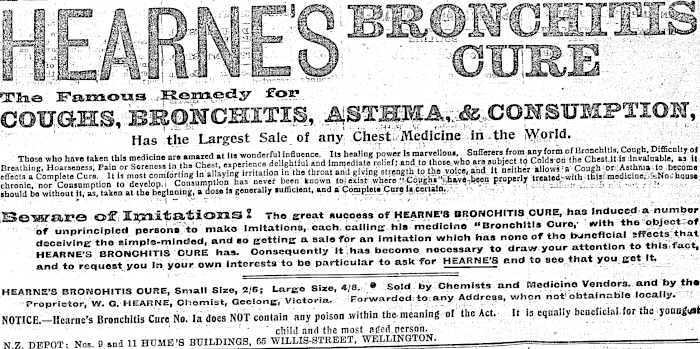 HEARNE'S BRONCHITIS
CURE
The Famous Remedy for
COUGHS, BRONCHITIS, ASTHMA, & CONSUMPTION,
Has the Largest Sale of any Chest Medicine in the World.
Those who have taken this medicine are amazed at its wonderful influence. Its healing power is marvellous. Sufferers from any form of Bronchitis, Cough, Difficulty of
Breathing, Hoarseness, Pain or Soreness in the Chest, experience delightful and immediate relief; and to those who are subject to Colds on the Chest it is invaluable, as it
effects a Complete Cure. It is most comforting in allaying irritation in the throat and giving strength to the voice, and it neither allows a Cough or Asthma to become
chronic, nor Consumption to develop. Consumption has never been known to exist where "Coughs" have been properly treated with this medicine. No house
should be without it, as, taken at the beginning, a dose is generally sufficient, and a Complete Cure is certain.
Beware of Imitations! The great success of HEARNE'S BRONCHITIS CURE, has induced a number
of unprincipled persons to make imitations, each calling his medicine "Bronchitis Cure," with the object of
deceiving the simple-minded, and so getting a sale for an imitation which has none of the beneficial effects that
HEARNE'S BRONCHITIS CURE has. Consequently it has become necessary to draw your attention to this fact,
and to request you in your own interests to be particular to ask for HEARNE'S and to see that you get it.
HEARNE'S BRONCHITIS CURE, Small Size, 2/6; Large Size, 4/6. Sold by Chemists and Medicine Vendors, and by the
Proprietor, W. G. HEARNE, Chemist, Geelong, Victoria. Forwarded to any Address, when not obtainable locally.
NOTICE.—Hearne's Bronchitis Cure No. 1a does NOT contain any poison within the meaning of the Act. It is equally beneficial for the youngest
child and the most aged person.
N.Z. DEPOT: Nos. 9 and 11 HUME'S BUILDINGS, 65 WILLIS-STREET, WELLINGTON.